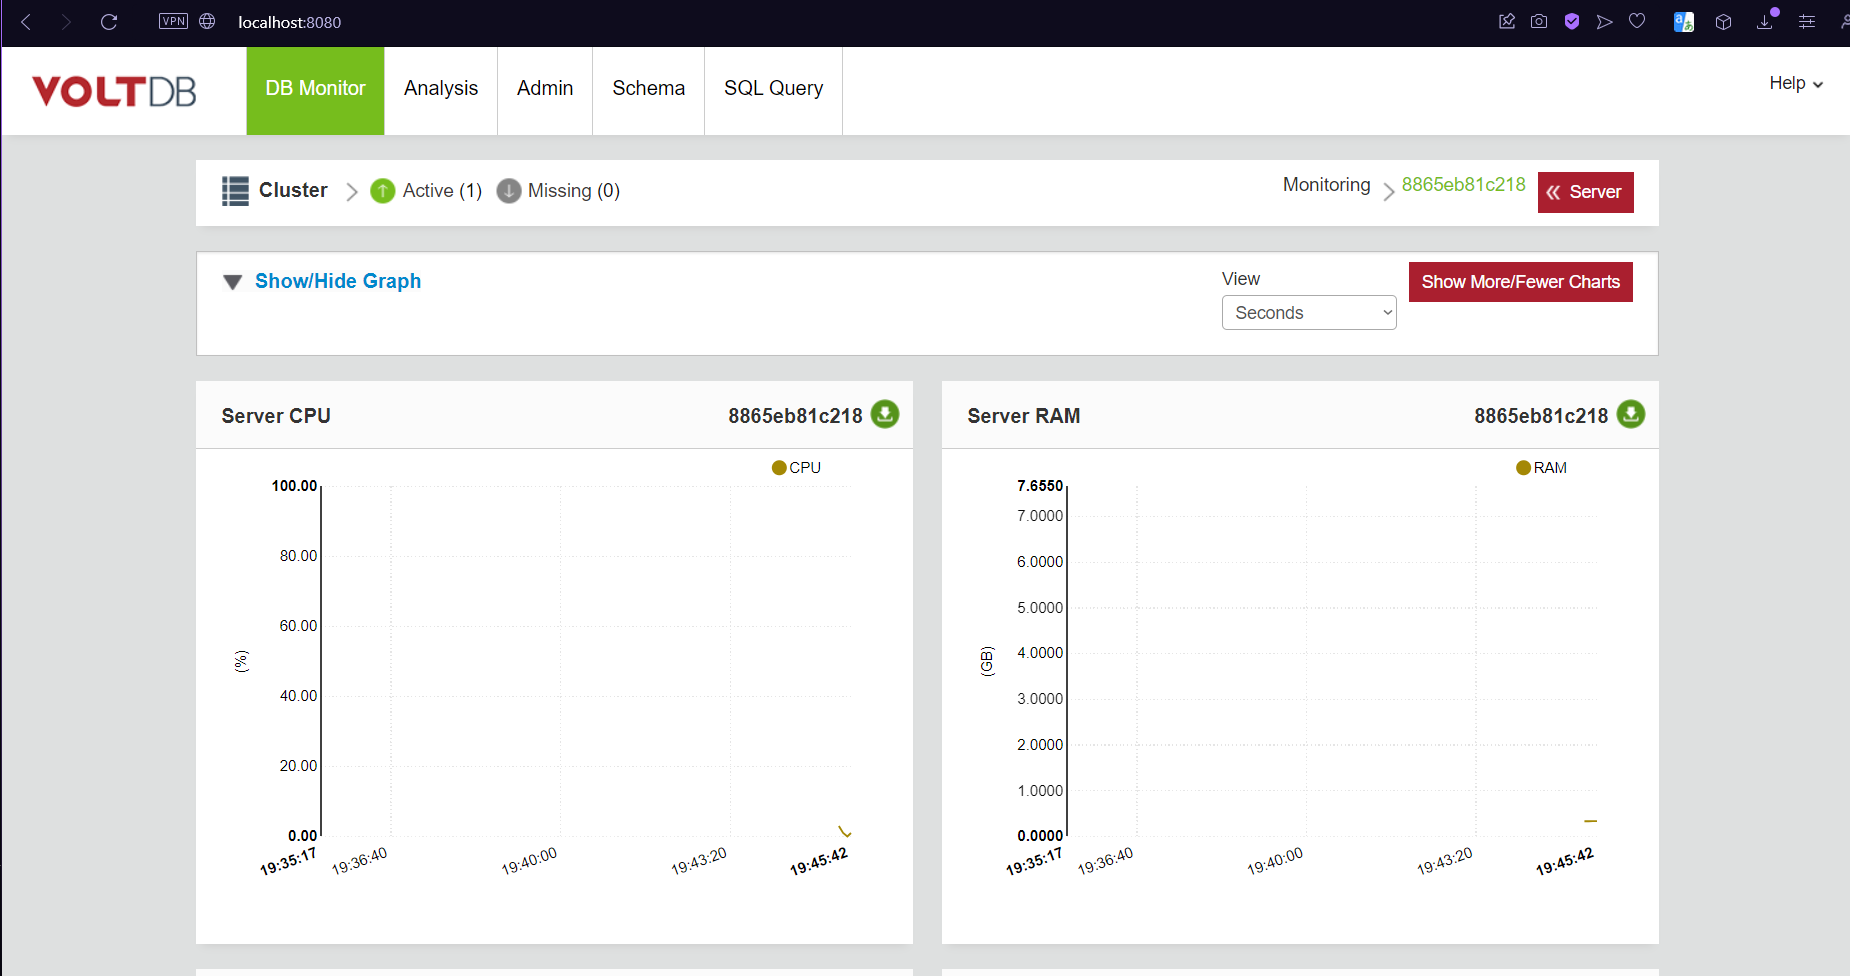 VPN localhost:8080
VOLTDB DB Monitor Analysis Admin Schema SQL Query Help
Cluster Active (1) Missing (0) Monitoring 8865eb81c218 « Server
Show/Hide Graph View Show More/Fewer Charts
Seconds
Server CPU 8865eb81c218
CPU
100.00
80.00
60.00
40.00
20.00
0.00
(%)
19:35:17 19:36:40 19:40:00 19:43:20 19:45:42
Server RAM 8865eb81c218
RAM
7.6550
7.0000
6.0000
5.0000
4.0000
3.0000
2.0000
1.0000
0.0000
(GB)
19:35:17 19:36:40 19:40:00 19:43:20 19:45:42